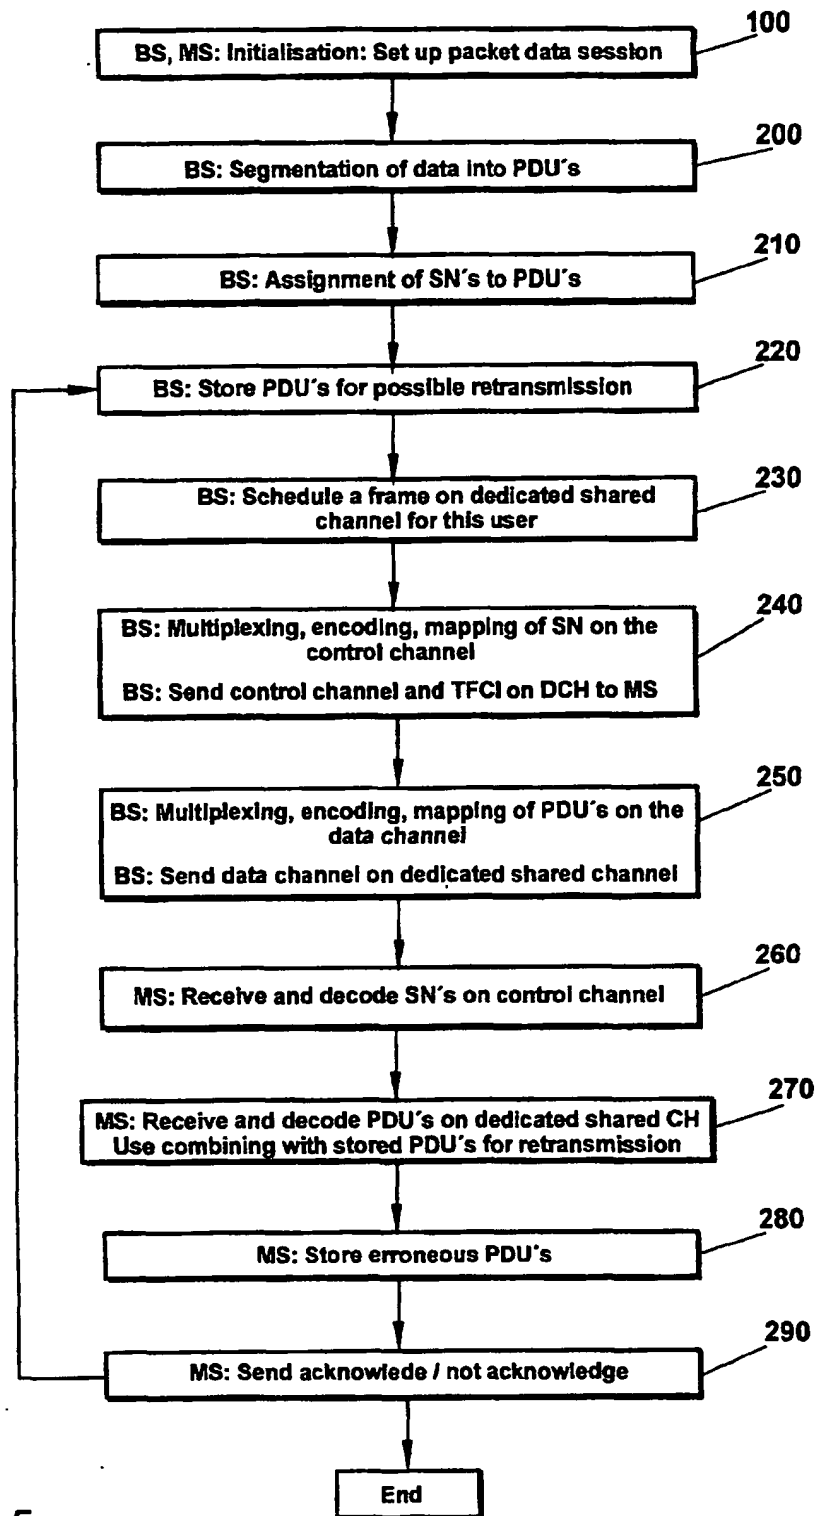 100
BS, MS: Initialisation: Set up packet data session
200
BS: Segmentation of data into PDU´s
210
BS: Assignment of SN´s to PDU´s
220
BS: Store PDU´s for possible retransmission
230
BS: Schedule a frame on dedicated shared
channel for this user
240
BS: Multiplexing, encoding, mapping of SN on the
control channel
BS: Send control channel and TFCI on DCH to MS
250
BS: Multiplexing, encoding, mapping of PDU´s on the
data channel
BS: Send data channel on dedicated shared channel
260
MS: Receive and decode SN´s on control channel
270
MS: Receive and decode PDU´s on dedicated shared CH
Use combining with stored PDU´s for retransmission
280
MS: Store erroneous PDU´s
290
MS: Send acknowlede / not acknowledge
End